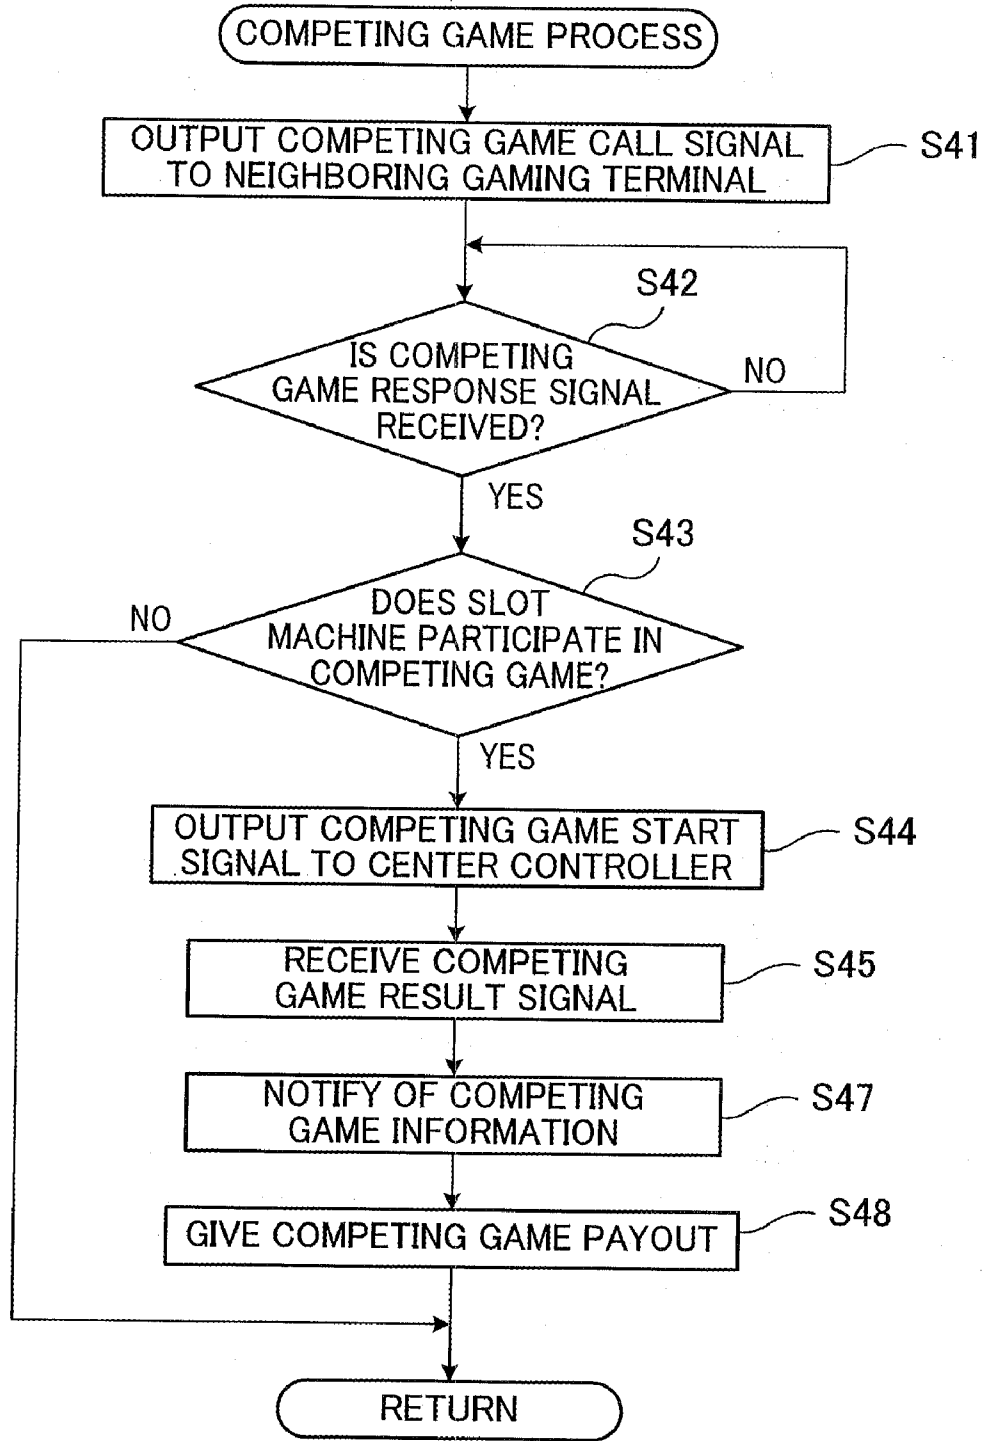 COMPETING GAME PROCESS
OUTPUT COMPETING GAME CALL SIGNAL
TO NEIGHBORING GAMING TERMINAL
S41
S42
IS COMPETING
GAME RESPONSE SIGNAL
RECEIVED?
NO
YES
S43
NO
DOES SLOT
MACHINE PARTICIPATE IN
COMPETING GAME?
YES
OUTPUT COMPETING GAME START
SIGNAL TO CENTER CONTROLLER
S44
RECEIVE COMPETING
GAME RESULT SIGNAL
S45
NOTIFY OF COMPETING
GAME INFORMATION
S47
GIVE COMPETING GAME PAYOUT
S48
RETURN